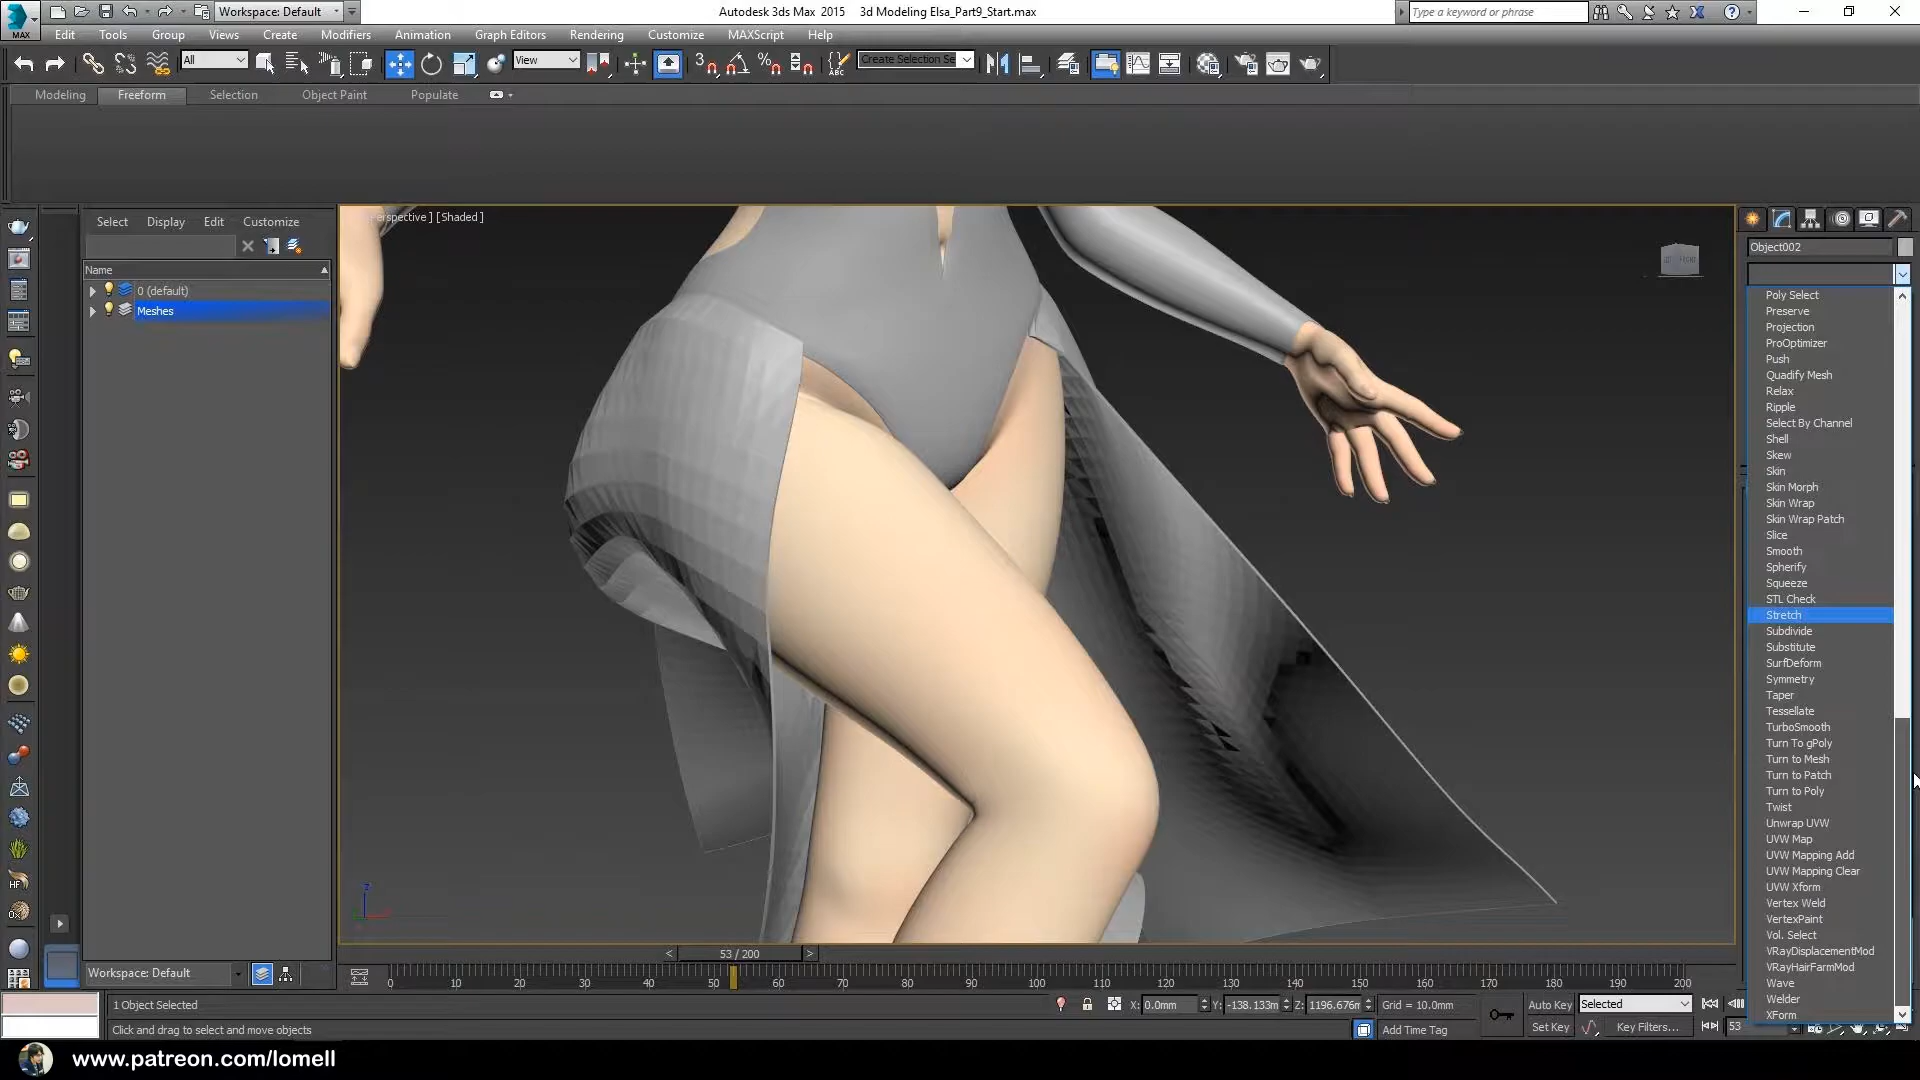 Workspace: Default
Autodesk 3ds Max 2015    3d Modeling Elsa_Part9_Start.max
Type a keyword or phrase
MAX
Edit Tools Group Views Create Modifiers Animation Graph Editors Rendering Customize MAXScript Help
All
View
Create Selection Se
Modeling Freeform Selection Object Paint Populate
Select Display Edit Customize
Name
0 (default)
Meshes
erspective ] [Shaded ]
FRONT
Object002
Poly Select
Preserve
Projection
ProOptimizer
Push
Quadify Mesh
Relax
Ripple
Select By Channel
Shell
Skew
Skin
Skin Morph
Skin Wrap
Skin Wrap Patch
Slice
Smooth
Spherify
Squeeze
STL Check
Stretch
Subdivide
Substitute
SurfDeform
Symmetry
Taper
Tessellate
TurboSmooth
Turn To gPoly
Turn to Mesh
Turn to Patch
Turn to Poly
Twist
Unwrap UVW
UVW Map
UVW Mapping Add
UVW Mapping Clear
UVW Xform
Vertex Weld
VertexPaint
Vol. Select
VRayDisplacementMod
VRayHairFarmMod
Wave
Welder
XForm
HF
z
< 53 / 200 >
Workspace: Default
0 10 20 30 40 50 60 70 80 90 100 110 120 130 140 150 160 170 180 190 200
1 Object Selected
X: 0.0mm Y: -138.133m Z: 1196.676m Grid = 10.0mm
Auto Key Selected
Click and drag to select and move objects
Add Time Tag
Set Key Key Filters... 53
www.patreon.com/lomell